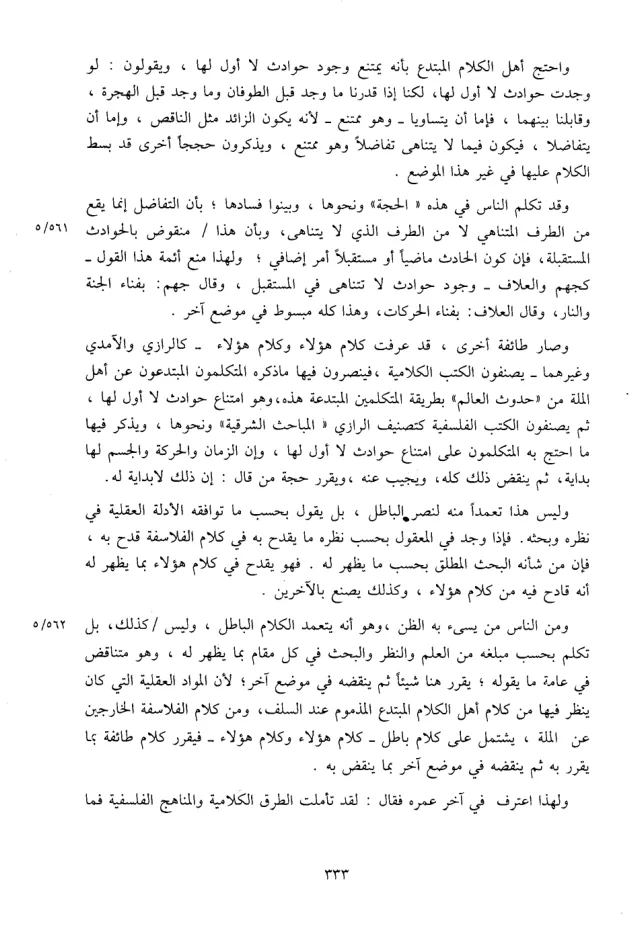 واحتج أهل الكلام المبتدع بأنه يمتنع وجود حوادث لا أول لها ، ويقولون : لو
وجدت حوادث لا أول لها، لكنا إذا قدرنا ما وجد قبل الطوفان وما وجد قبل الهجرة ،
وقابلنا بينهما ، فإما أن يتساويا ـ وهو ممتنع ـ لأنه يكون الزائد مثل الناقص ، وإما أن
يتفاضلا ، فيكون فيما لا يتناهى تفاضلاً وهو ممتنع ، ويذكرون حججاً أخرى قد بسط
الكلام عليها في غير هذا الموضع .
وقد تكلم الناس في هذه « الحجة» ونحوها ، وبينوا فسادها ؛ بأن التفاضل إنما يقع
من الطرف المتناهي لا من الطرف الذي لا يتناهى، وبأن هذا / منقوض بالحوادث ٥/٥٦١
المستقبلة، فإن كون الحادث ماضياً أو مستقبلاً أمر إضافي ؛ ولهذا منع أئمة هذا القول ـ
كجهم والعلاف ـ وجود حوادث لا تتناهى في المستقبل ، وقال جهم: بفناء الجنة
والنار، وقال العلاف: بفناء الحركات، وهذا كله مبسوط في موضع آخر .
وصار طائفة أخرى ، قد عرفت كلام هؤلاء وكلام هؤلاء ـ كالرازي والآمدي
وغيرهما ـ يصنفون الكتب الكلامية ،فينصرون فيها ماذكره المتكلمون المبتدعون عن أهل
الملة من «حدوث العالم» بطريقة المتكلمين المبتدعة هذه،وهو امتناع حوادث لا أول لها ،
ثم يصنفون الكتب الفلسفية كتصنيف الرازي « المباحث الشرقية» ونحوها ، ويذكر فيها
ما احتج به المتكلمون على امتناع حوادث لا أول لها ، وإن الزمان والحركة والجسم لها
بداية، ثم ينقض ذلك كله، ويجيب عنه ،ويقرر حجة من قال : إن ذلك لابداية له.
وليس هذا تعمداً منه لنصر الباطل ، بل يقول بحسب ما توافقه الأدلة العقلية في
نظره وبحثه. فإذا وجد في المعقول بحسب نظره ما يقدح به في كلام الفلاسفة قدح به ،
فإن من شأنه البحث المطلق بحسب ما يظهر له . فهو يقدح في كلام هؤلاء بما يظهر له
أنه قادح فيه من كلام هؤلاء ، وكذلك يصنع بالآخرين .
ومن الناس من يسىء به الظن ،وهو أنه يتعمد الكلام الباطل ، وليس /كذلك، بل ٥/٥٦٢
تكلم بحسب مبلغه من العلم والنظر والبحث في كل مقام بما يظهر له ، وهو متناقض
في عامة ما يقوله ؛ يقرر هنا شيئاً ثم ينقضه في موضع آخر؛ لأن المواد العقلية التي كان
ينظر فيها من كلام أهل الكلام المبتدع المذموم عند السلف، ومن كلام الفلاسفة الخارجين
عن الملة ، يشتمل على كلام باطل ـ كلام هؤلاء وكلام هؤلاء ـ فيقرر كلام طائفة بما
يقرر به ثم ينقضه في موضع آخر بما ينقض به .
ولهذا اعترف في آخر عمره فقال : لقد تأملت الطرق الكلامية والمناهج الفلسفية فما
٣٣٣